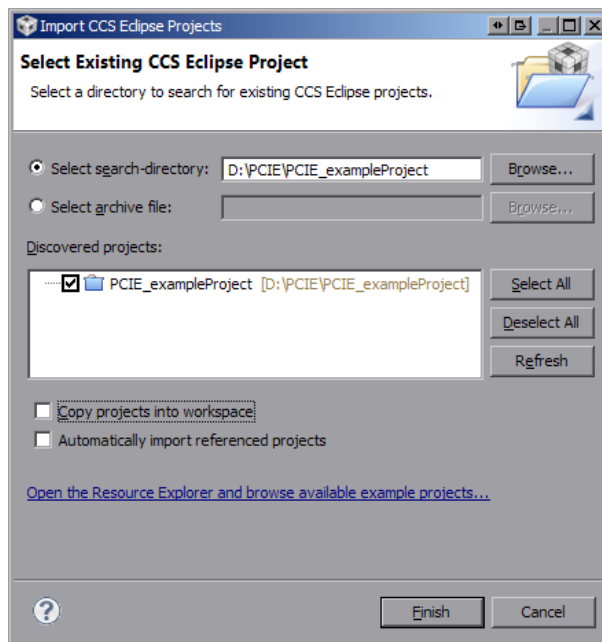 Import CCS Eclipse Projects
Select Existing CCS Eclipse Project
Select a directory to search for existing CCS Eclipse projects.
Select search-directory: D:\PCIE\PCIE_exampleProject Browse...
Select archive file: Browse...
Discovered projects:
PCIE_exampleProject [D:\PCIE\PCIE_exampleProject] Select All
Deselect All
Refresh
Copy projects into workspace
Automatically import referenced projects
Open the Resource Explorer and browse available example projects...
? Finish Cancel